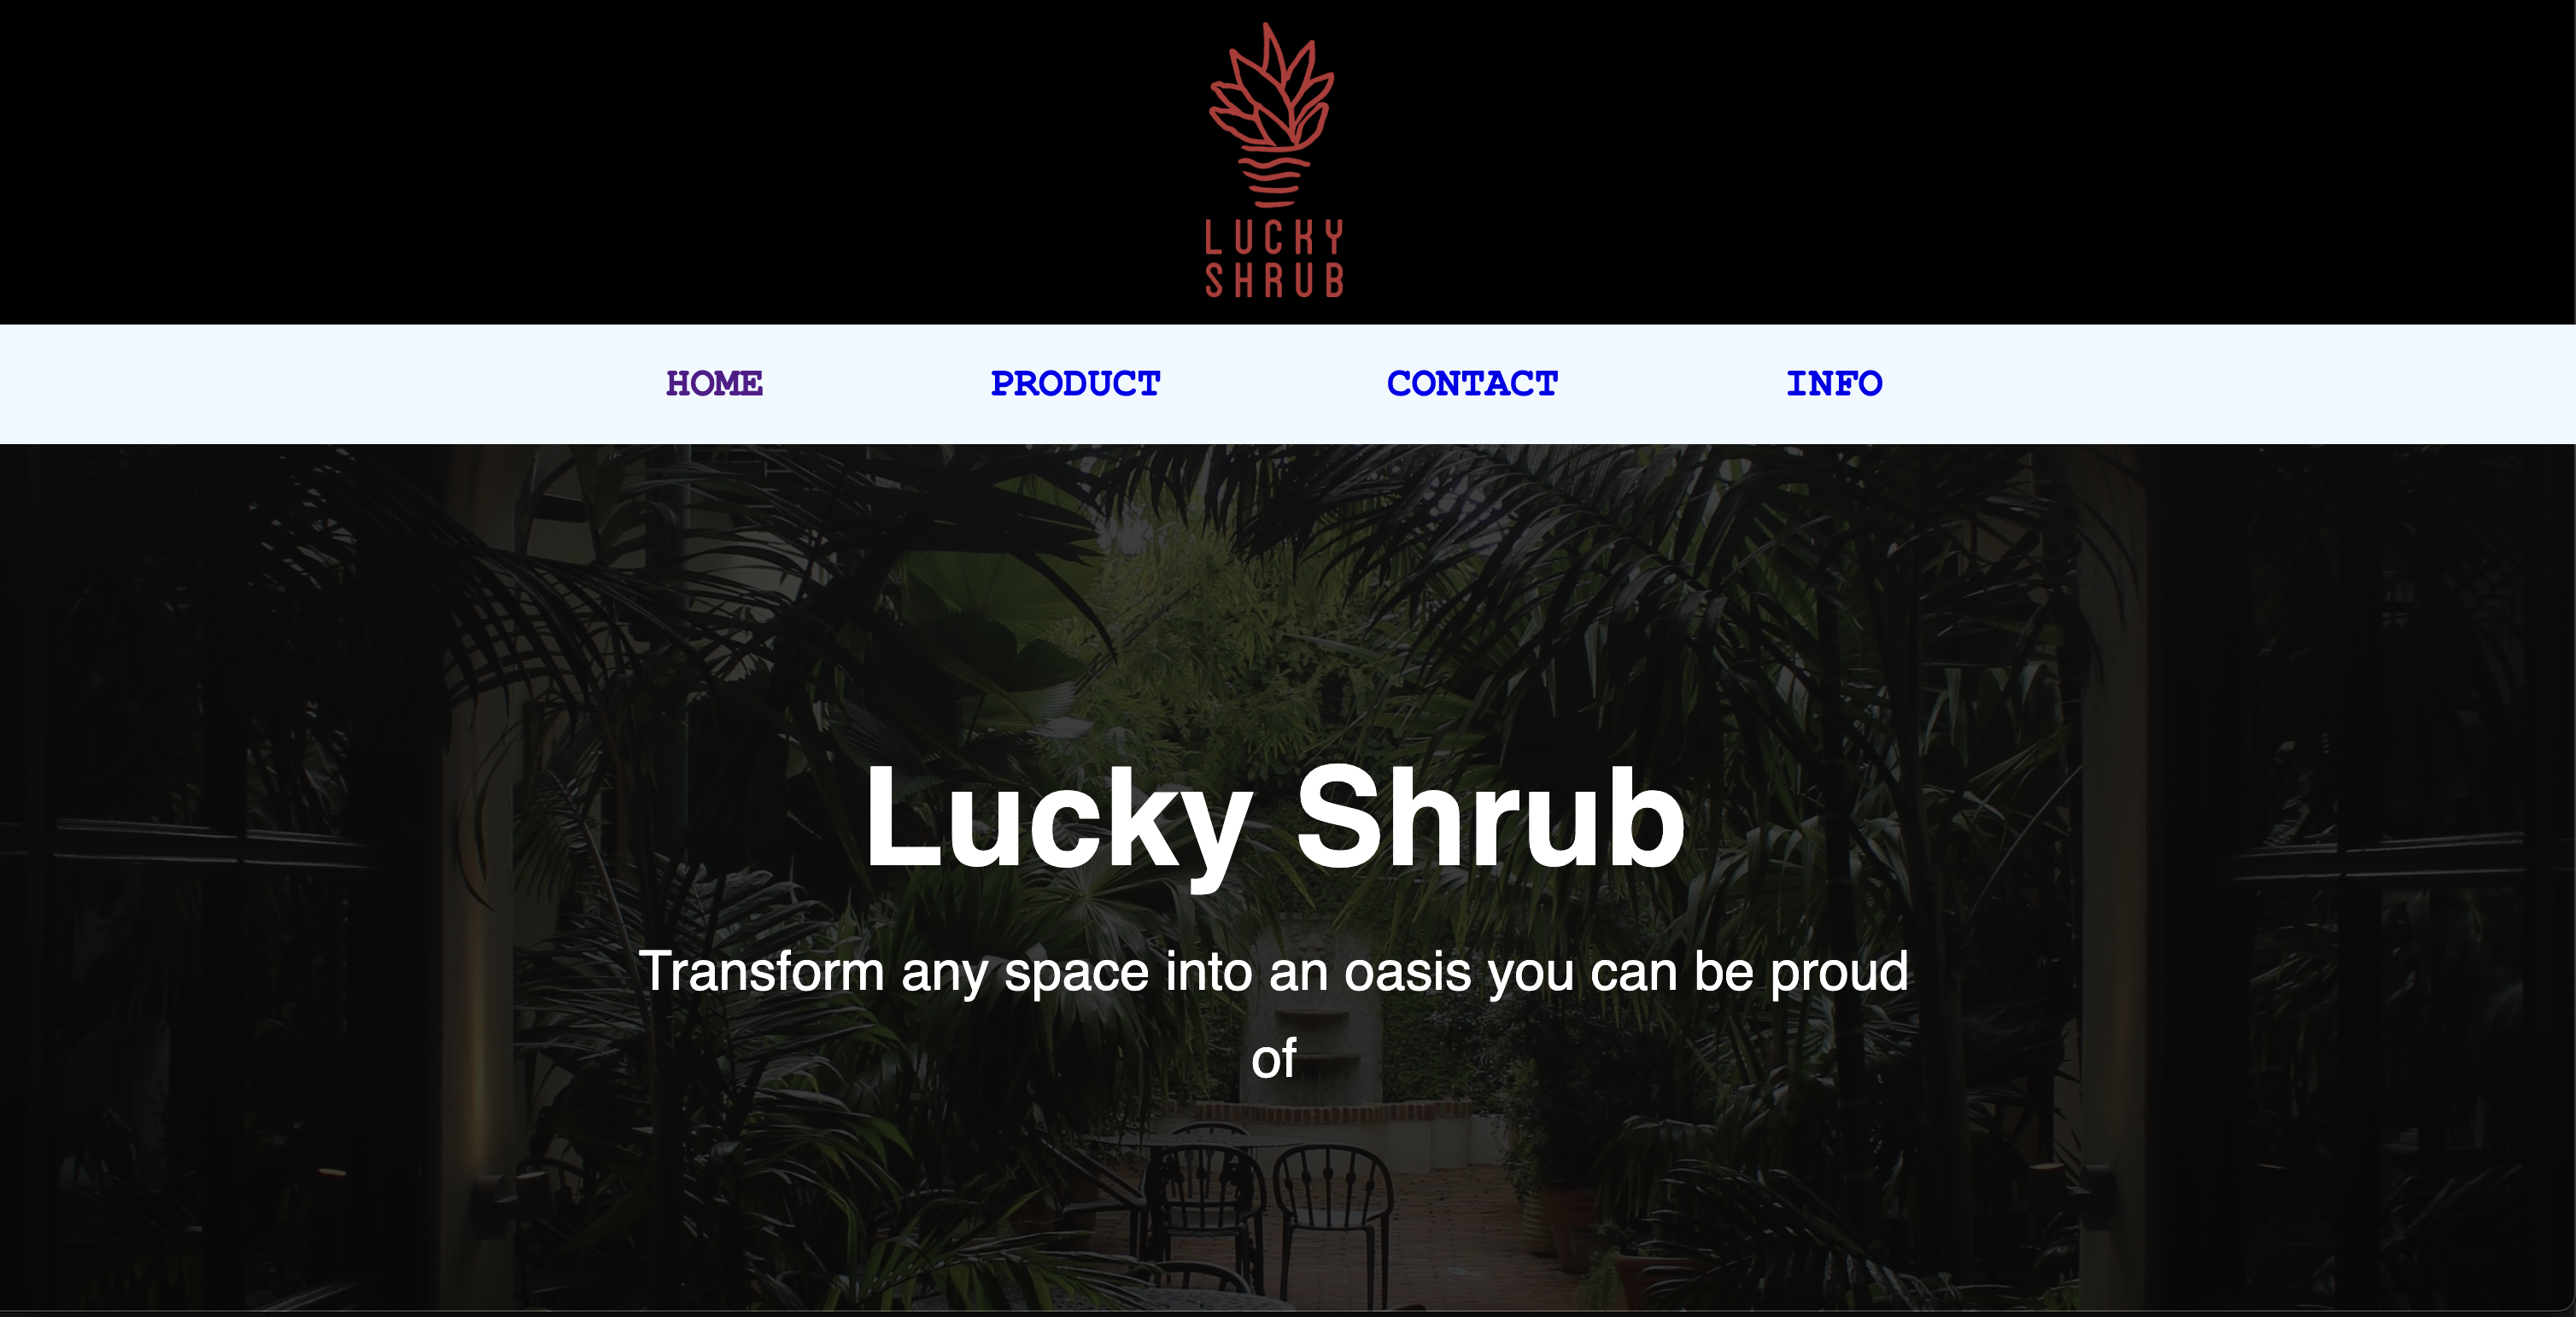 LUCKY
SHRUB
HOME PRODUCT CONTACT INFO
Lucky Shrub
Transform any space into an oasis you can be proud
of